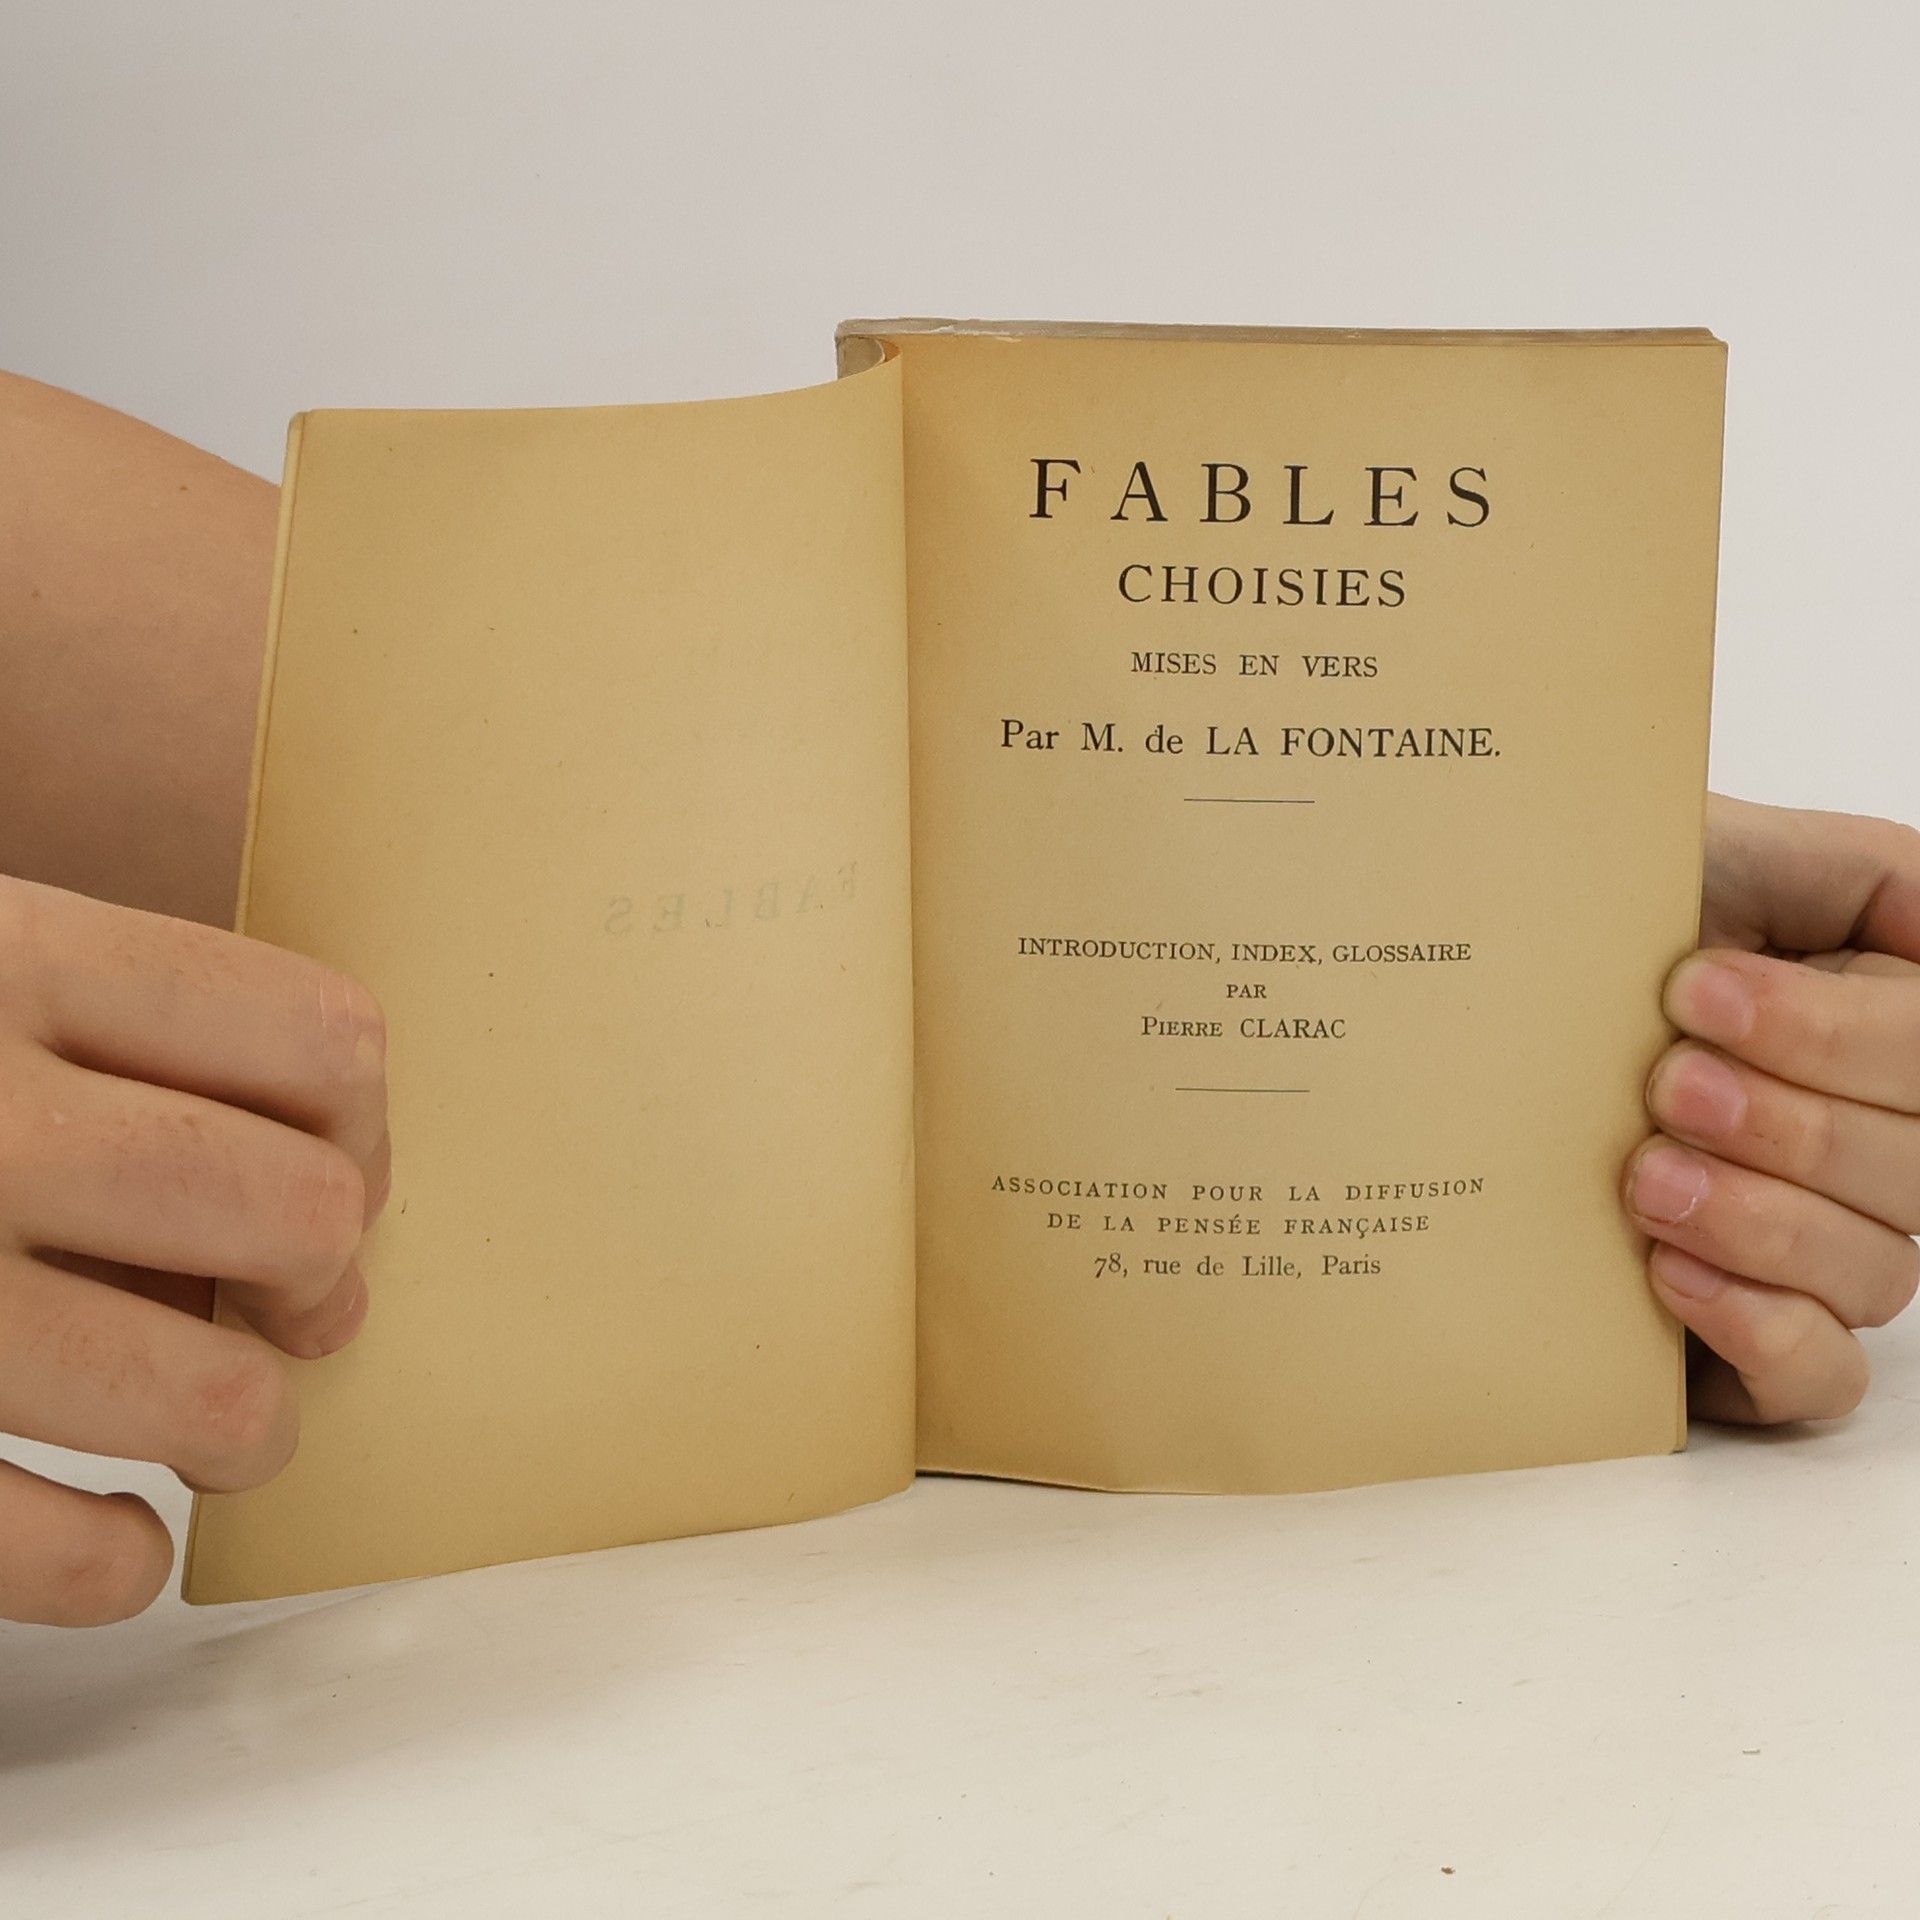 FABLES
FABLES
CHOISIES
MISES EN VERS
Par M. de LA FONTAINE.
INTRODUCTION, INDEX, GLOSSAIRE
PAR
PIERRE CLARAC
ASSOCIATION POUR LA DIFFUSION
DE LA PENSÉE FRANÇAISE
78, rue de Lille, Paris